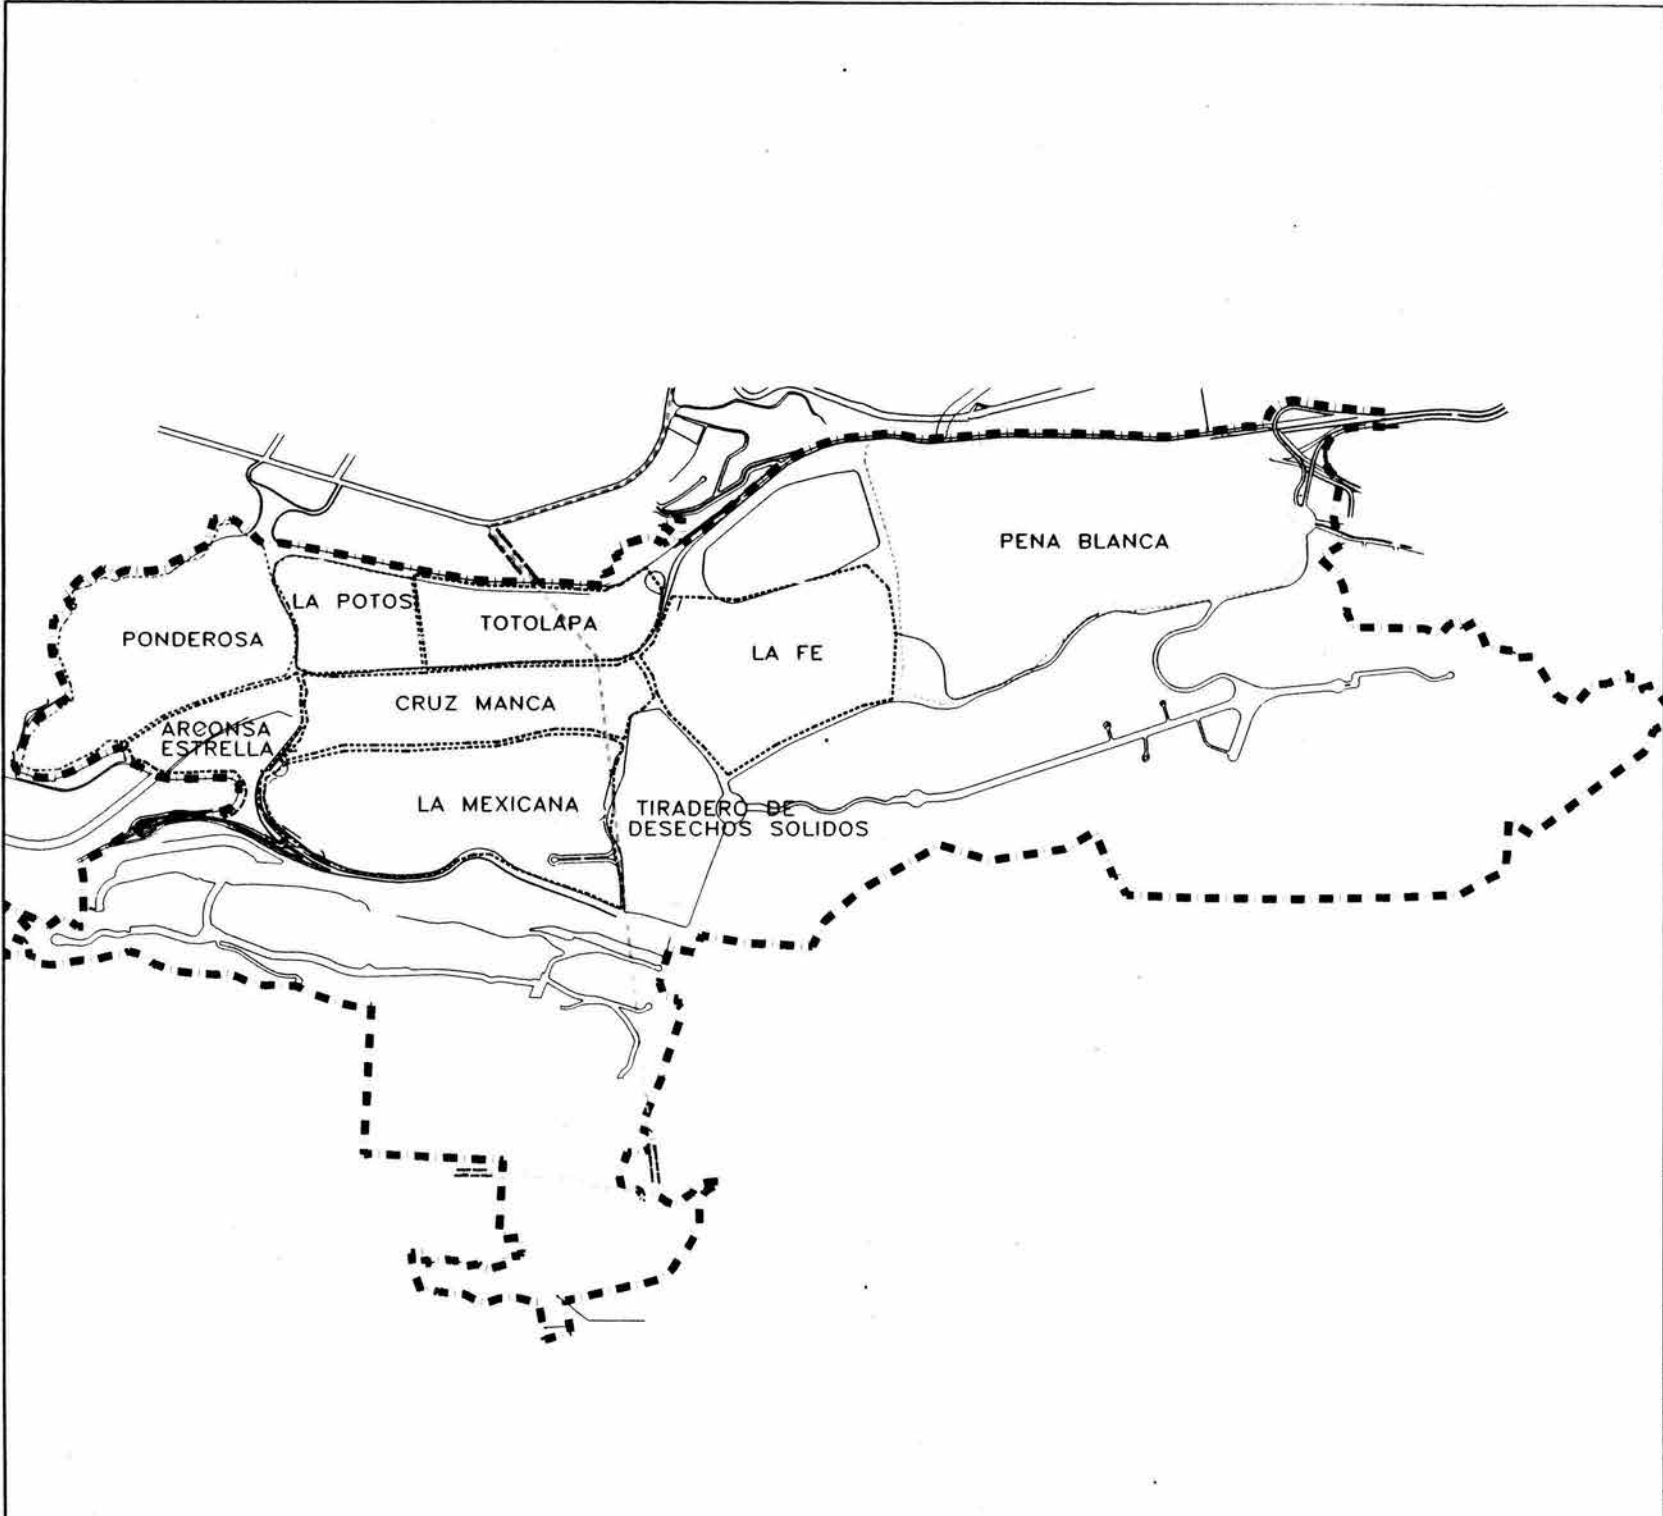 PENA BLANCA
LA POTOS
TOTOLAPA
PONDEROSA
LA FE
CRUZ MANCA
ARCONSA
ESTRELLA
LA MEXICANA
TIRADERO DE
DESECHOS SOLIDOS